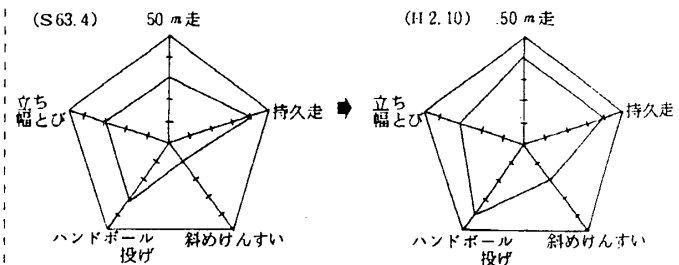 (S 63.4) 50 m走
立ち
幅とび
持久走
ハンドボール
投げ
斜めけんすい
(H 2.10) 50 m走
立ち
幅とび
持久走
ハンドボール
投げ
斜めけんすい